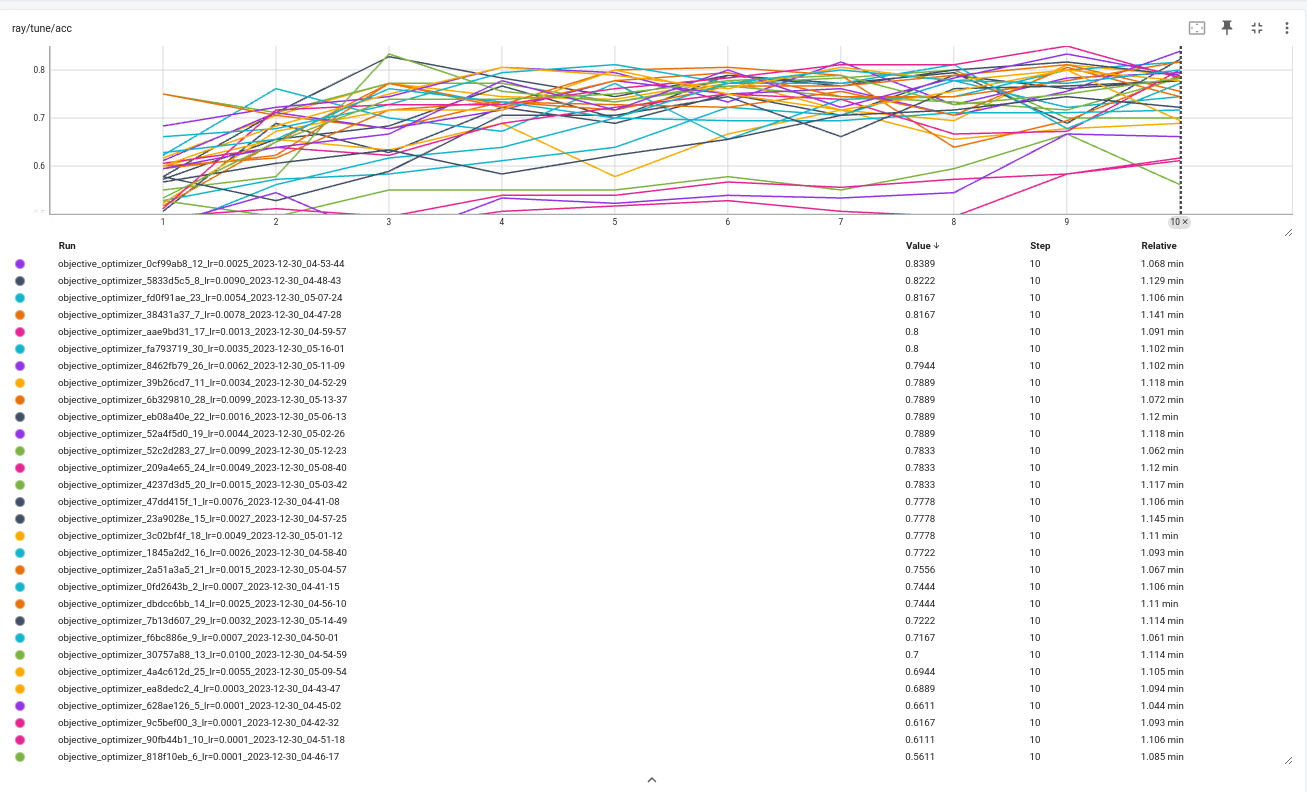 ray/tune/acc
0.8
0.7
0.6
1 2 3 4 5 6 7 8 9 10 ×
Run Value ↓ Step Relative
objective_optimizer_0cf99ab8_12_lr=0.0025_2023-12-30_04-53-44 0.8389 10 1.068 min
objective_optimizer_5833d5c5_8_lr=0.0090_2023-12-30_04-48-43 0.8222 10 1.129 min
objective_optimizer_fd0f91ae_23_lr=0.0054_2023-12-30_05-07-24 0.8167 10 1.106 min
objective_optimizer_38431a37_7_lr=0.0078_2023-12-30_04-47-28 0.8167 10 1.141 min
objective_optimizer_aae9bd31_17_lr=0.0013_2023-12-30_04-59-57 0.8 10 1.091 min
objective_optimizer_fa793719_30_lr=0.0035_2023-12-30_05-16-01 0.8 10 1.102 min
objective_optimizer_8462fb79_26_lr=0.0062_2023-12-30_05-11-09 0.7944 10 1.102 min
objective_optimizer_39b26cd7_11_lr=0.0034_2023-12-30_04-52-29 0.7889 10 1.118 min
objective_optimizer_6b329810_28_lr=0.0099_2023-12-30_05-13-37 0.7889 10 1.072 min
objective_optimizer_eb08a40e_22_lr=0.0016_2023-12-30_05-06-13 0.7889 10 1.12 min
objective_optimizer_52a4f5d0_19_lr=0.0044_2023-12-30_05-02-26 0.7889 10 1.118 min
objective_optimizer_52c2d283_27_lr=0.0099_2023-12-30_05-12-23 0.7833 10 1.062 min
objective_optimizer_209a4e65_24_lr=0.0049_2023-12-30_05-08-40 0.7833 10 1.12 min
objective_optimizer_4237d3d5_20_lr=0.0015_2023-12-30_05-03-42 0.7833 10 1.117 min
objective_optimizer_47dd415f_1_lr=0.0076_2023-12-30_04-41-08 0.7778 10 1.106 min
objective_optimizer_23a9028e_15_lr=0.0027_2023-12-30_04-57-25 0.7778 10 1.145 min
objective_optimizer_3c02bf4f_18_lr=0.0049_2023-12-30_05-01-12 0.7778 10 1.11 min
objective_optimizer_1845a2d2_16_lr=0.0026_2023-12-30_04-58-40 0.7722 10 1.093 min
objective_optimizer_2a51a3a5_21_lr=0.0015_2023-12-30_05-04-57 0.7556 10 1.067 min
objective_optimizer_0fd2643b_2_lr=0.0007_2023-12-30_04-41-15 0.7444 10 1.106 min
objective_optimizer_dbdcc6bb_14_lr=0.0025_2023-12-30_04-56-10 0.7444 10 1.11 min
objective_optimizer_7b13d607_29_lr=0.0032_2023-12-30_05-14-49 0.7222 10 1.114 min
objective_optimizer_f6bc886e_9_lr=0.0007_2023-12-30_04-50-01 0.7167 10 1.061 min
objective_optimizer_30757a88_13_lr=0.0100_2023-12-30_04-54-59 0.7 10 1.114 min
objective_optimizer_4a4c612d_25_lr=0.0055_2023-12-30_05-09-54 0.6944 10 1.105 min
objective_optimizer_ea8dedc2_4_lr=0.0003_2023-12-30_04-43-47 0.6889 10 1.094 min
objective_optimizer_628ae126_5_lr=0.0001_2023-12-30_04-45-02 0.6611 10 1.044 min
objective_optimizer_9c5bef00_3_lr=0.0001_2023-12-30_04-42-32 0.6167 10 1.093 min
objective_optimizer_90fb44b1_10_lr=0.0001_2023-12-30_04-51-18 0.6111 10 1.106 min
objective_optimizer_818f10eb_6_lr=0.0001_2023-12-30_04-46-17 0.5611 10 1.085 min